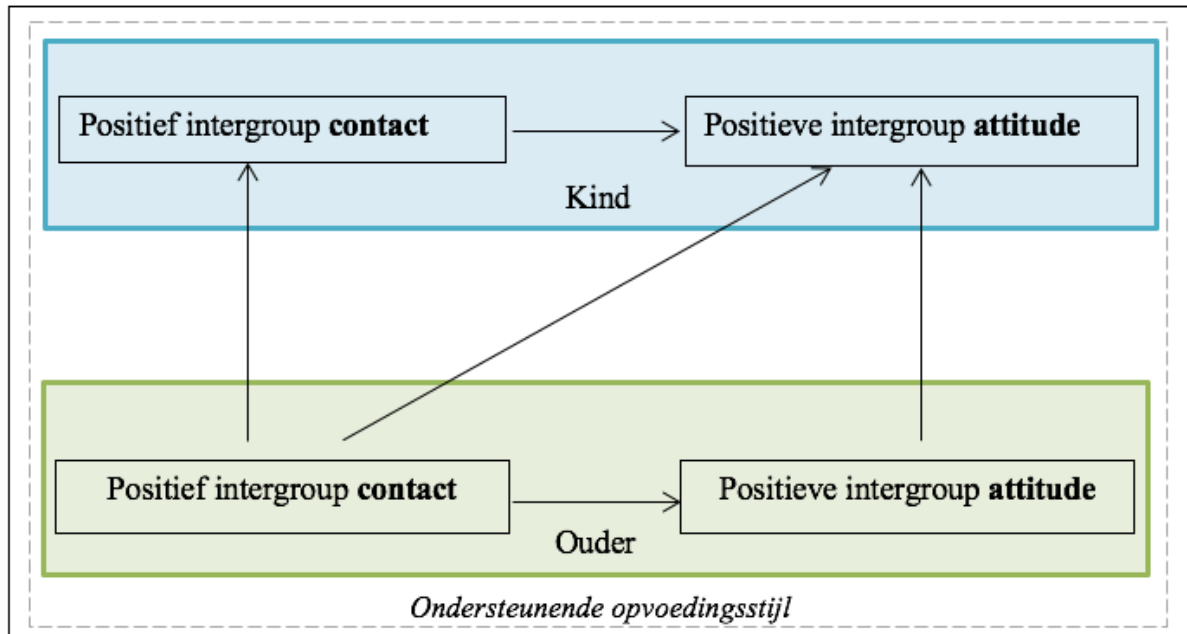 Positief intergroup contact
Positieve intergroup attitude
Kind
Positief intergroup contact
Positieve intergroup attitude
Ouder
Ondersteunende opvoedingsstijl